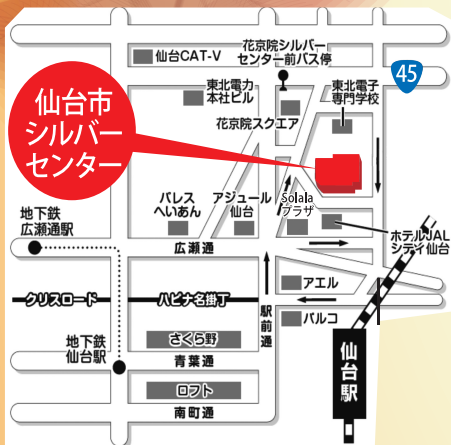 仙台CAT-V
花京院シルバー
センター前バス停
45
東北電力
本社ビル
東北電子
専門学校
仙台市
シルバー
センター
花京院スクエア
パレス
へいあん
アジュール
仙台
Solala
プラザ
地下鉄
広瀬通駅
広瀬通
ホテルJAL
シティ仙台
アエル
クリスロード
ハピナ名掛丁
駅前通
パルコ
さくら野
地下鉄
仙台駅
青葉通
仙台駅
ロフト
南町通